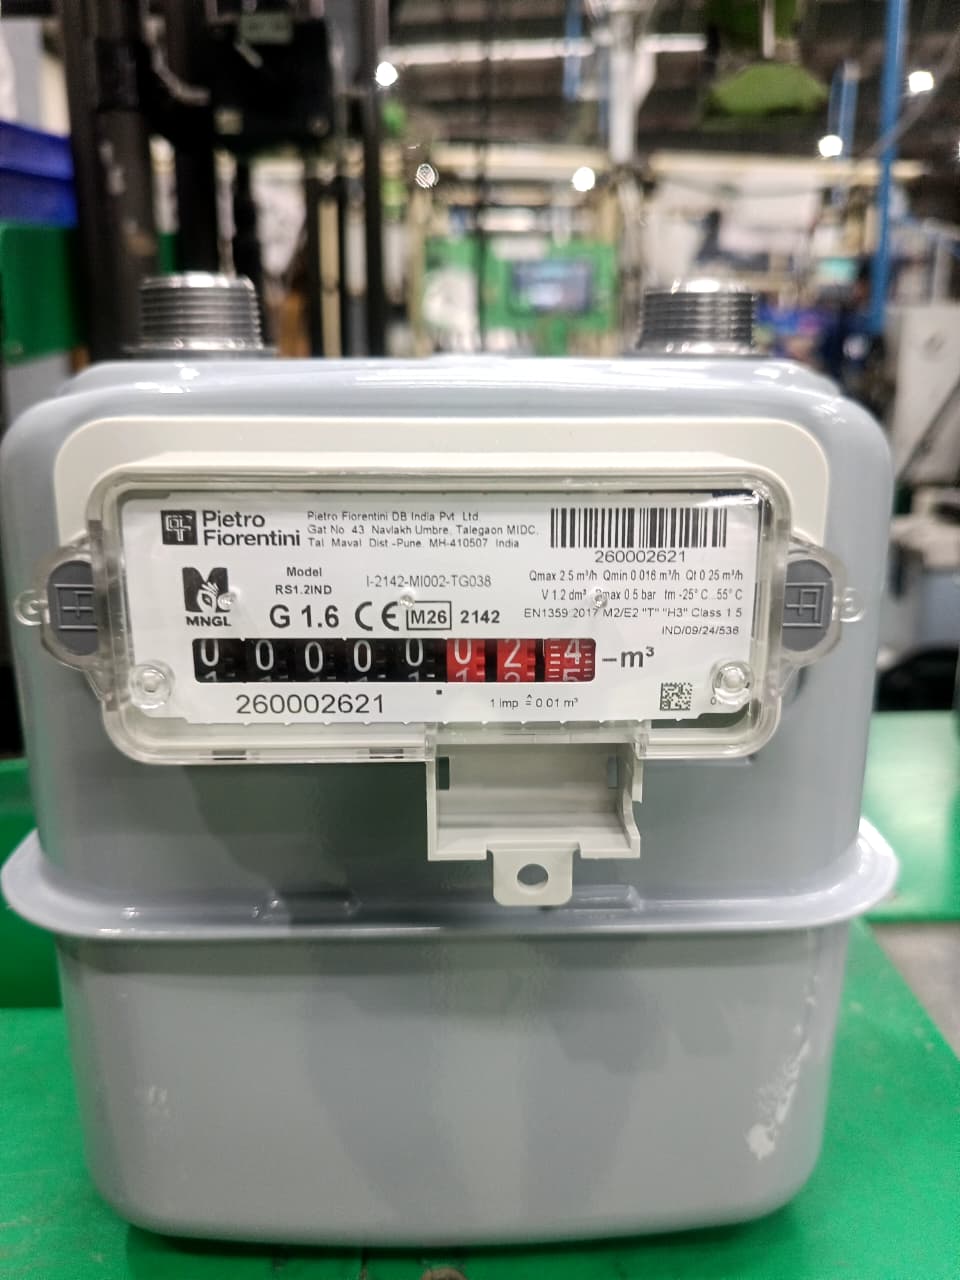 Pietro
Fiorentini
Pietro Fiorentini DB India Pvt. Ltd.
Gat No. 43, Navlakh Umbre, Talegaon MIDC.
Tal. Maval Dist.-Pune. MH-410507 India
260002621
MNGL
Model
RS1.2IND
I-2142-MI002-TG038
G 1.6 CE M26 2142
Qmax 2.5 m³/h Qmin 0.016 m³/h Qt 0.25 m³/h
V 1.2 dm³ Pmax 0.5 bar tm -25° C...55° C
EN1359:2017 M2/E2 "T" "H3" Class 1.5
IND/09/24/536
0 0 0 0 0 0 2 4 m³
260002621
1 imp ≙ 0.01 m³